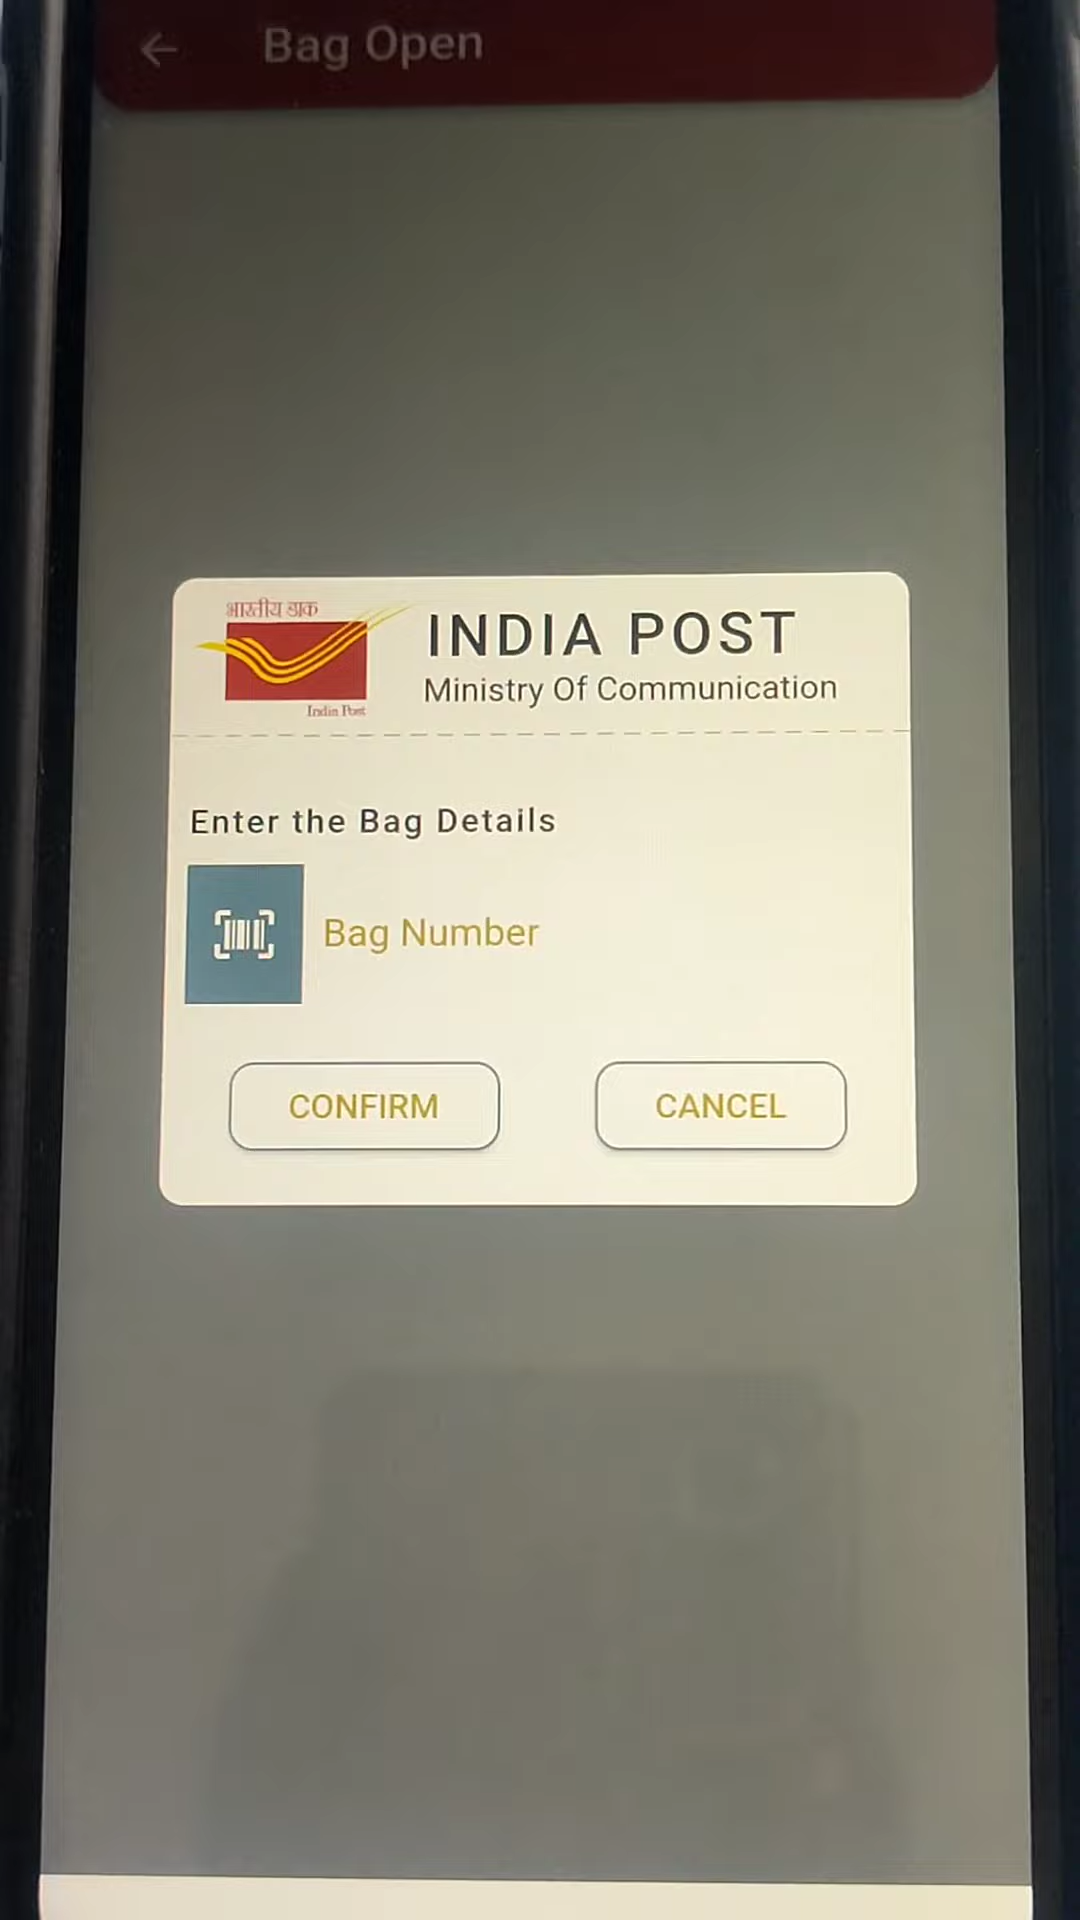 Bag Open
भारतीय डाक
India Post
INDIA POST
Ministry Of Communication
Enter the Bag Details
Bag Number
CONFIRM
CANCEL